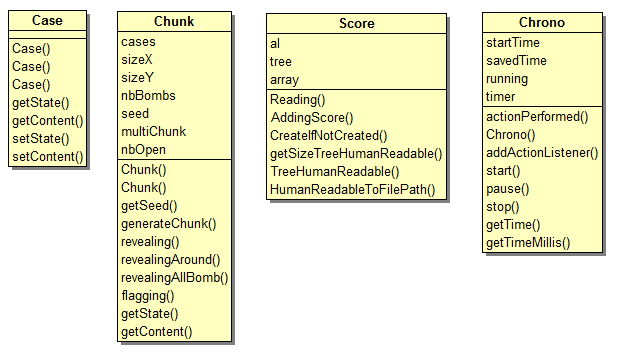 Case
Case()
Case()
Case()
getState()
getContent()
setState()
setContent()
Chunk
cases
sizeX
sizeY
nbBombs
seed
multiChunk
nbOpen
Chunk()
Chunk()
getSeed()
generateChunk()
revealing()
revealingAround()
revealingAllBomb()
flagging()
getState()
getContent()
Score
al
tree
array
Reading()
AddingScore()
CreateIfNotCreated()
getSizeTreeHumanReadable()
TreeHumanReadable()
HumanReadableToFilePath()
Chrono
startTime
savedTime
running
timer
actionPerformed()
Chrono()
addActionListener()
start()
pause()
stop()
getTime()
getTimeMillis()